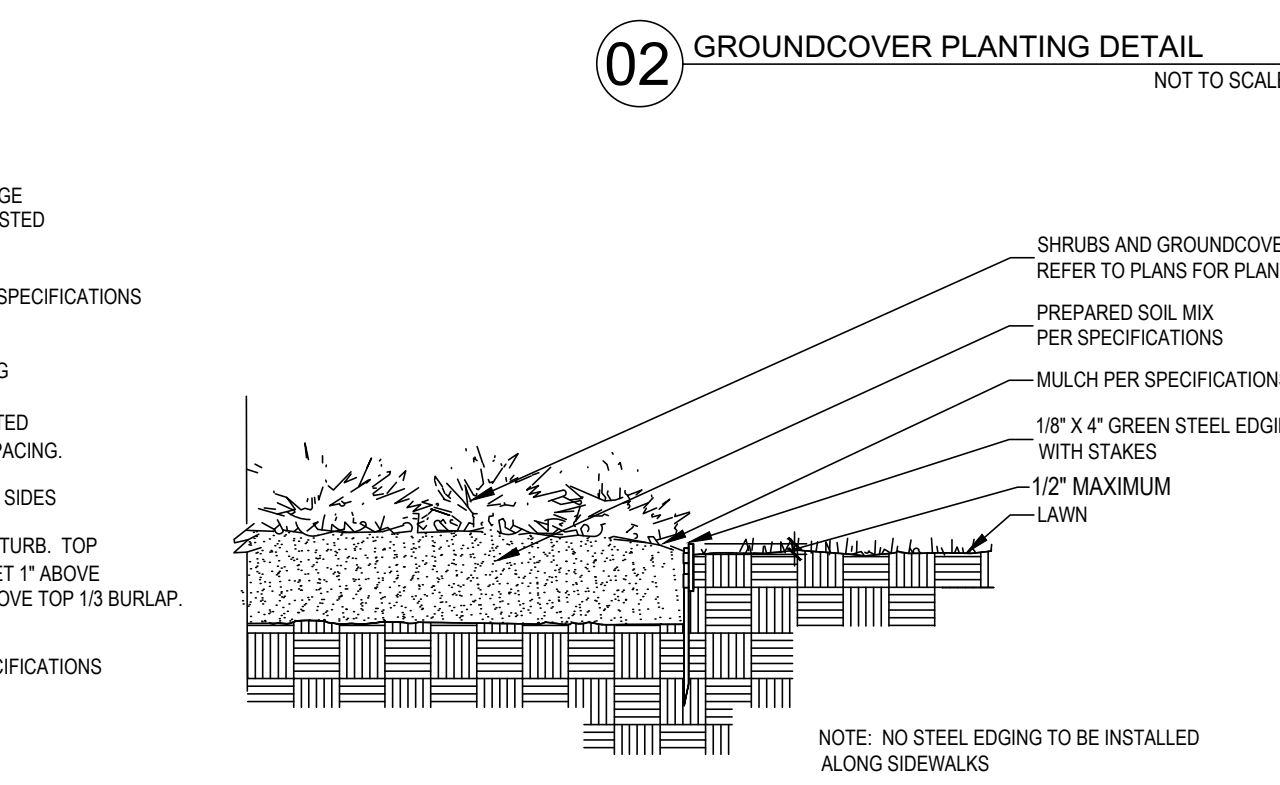 02
GROUNDCOVER PLANTING DETAIL
NOT TO SCALE
GE
STED
SPECIFICATIONS
G
TED
PACING.
SIDES
TURB. TOP
ET 1" ABOVE
OVE TOP 1/3 BURLAP.
CIFICATIONS
SHRUBS AND GROUNDCOVE
REFER TO PLANS FOR PLAN
PREPARED SOIL MIX
PER SPECIFICATIONS
MULCH PER SPECIFICATIONS
1/8" X 4" GREEN STEEL EDGI
WITH STAKES
1/2" MAXIMUM
LAWN
NOTE: NO STEEL EDGING TO BE INSTALLED
ALONG SIDEWALKS